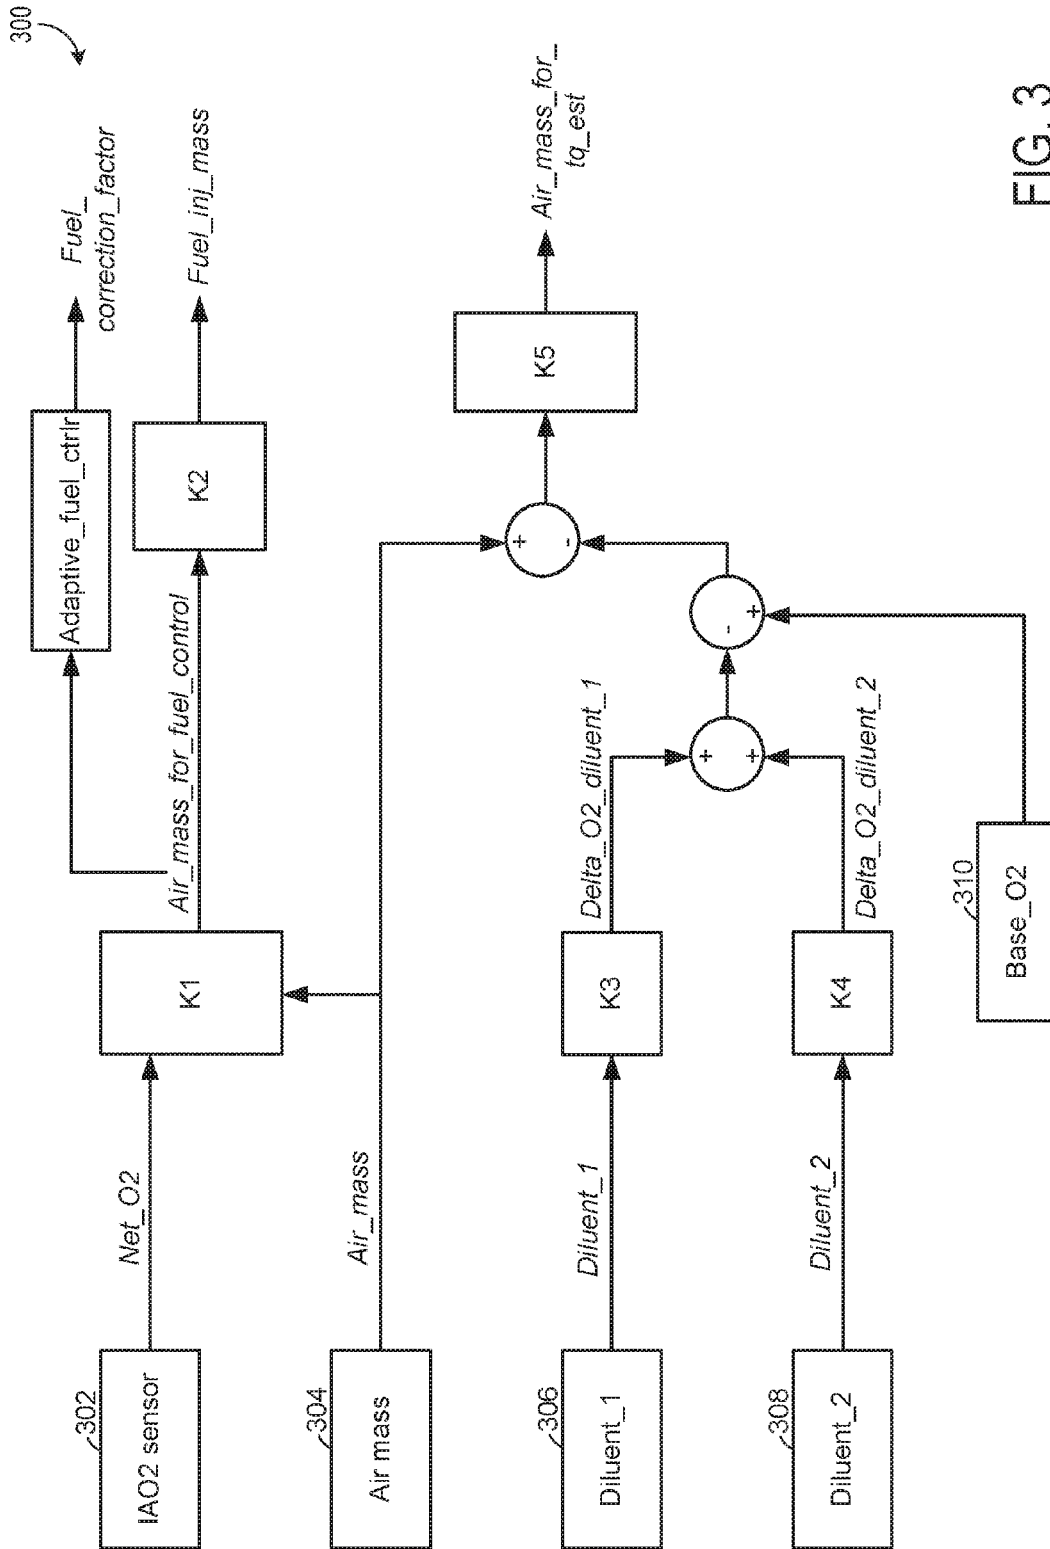 300
302
IAO2 sensor
Net_O2
K1
Air_mass_for_fuel_control
Adaptive_fuel_ctrlr
Fuel_
correction_factor
K2
Fuel_inj_mass
304
Air mass
Air_mass
+
-
K5
Air_mass_for_
tq_est
306
Diluent_1
Diluent_1
K3
Delta_O2_diluent_1
+
+
-
+
308
Diluent_2
Diluent_2
K4
Delta_O2_diluent_2
310
Base_O2
FIG. 3